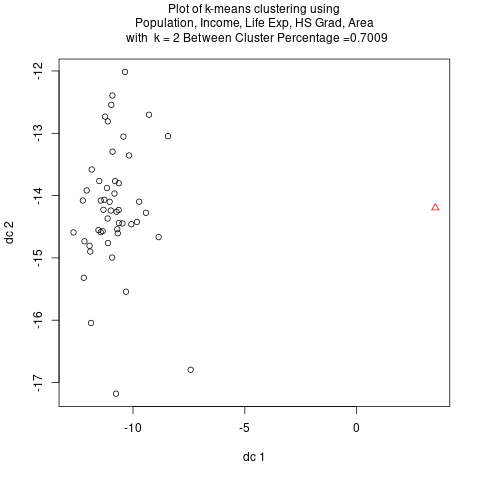 Plot of k-means clustering using
Population, Income, Life Exp, HS Grad, Area
with k = 2 Between Cluster Percentage =0.7009
-12
-13
-14
-15
-16
-17
dc 2
-10 -5 0
dc 1